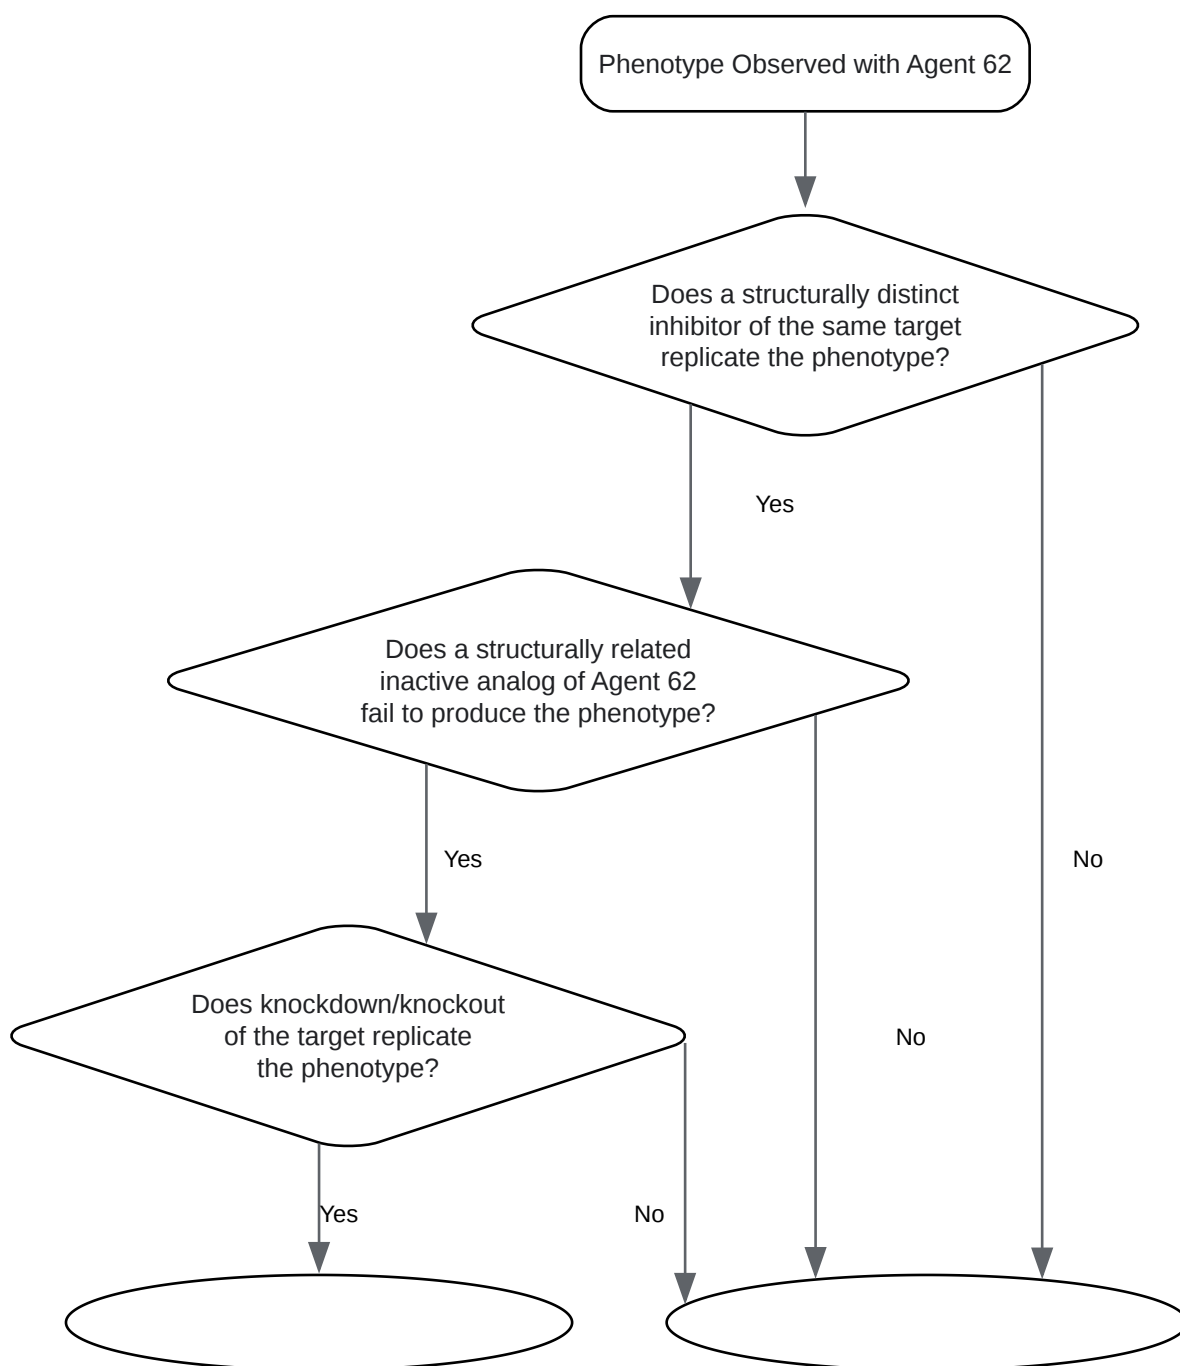 Phenotype Observed with Agent 62
Does a structurally distinct
inhibitor of the same target
replicate the phenotype?
Yes
Does a structurally related
inactive analog of Agent 62
fail to produce the phenotype?
Yes
No
Does knockdown/knockout
of the target replicate
the phenotype?
No
Yes
No